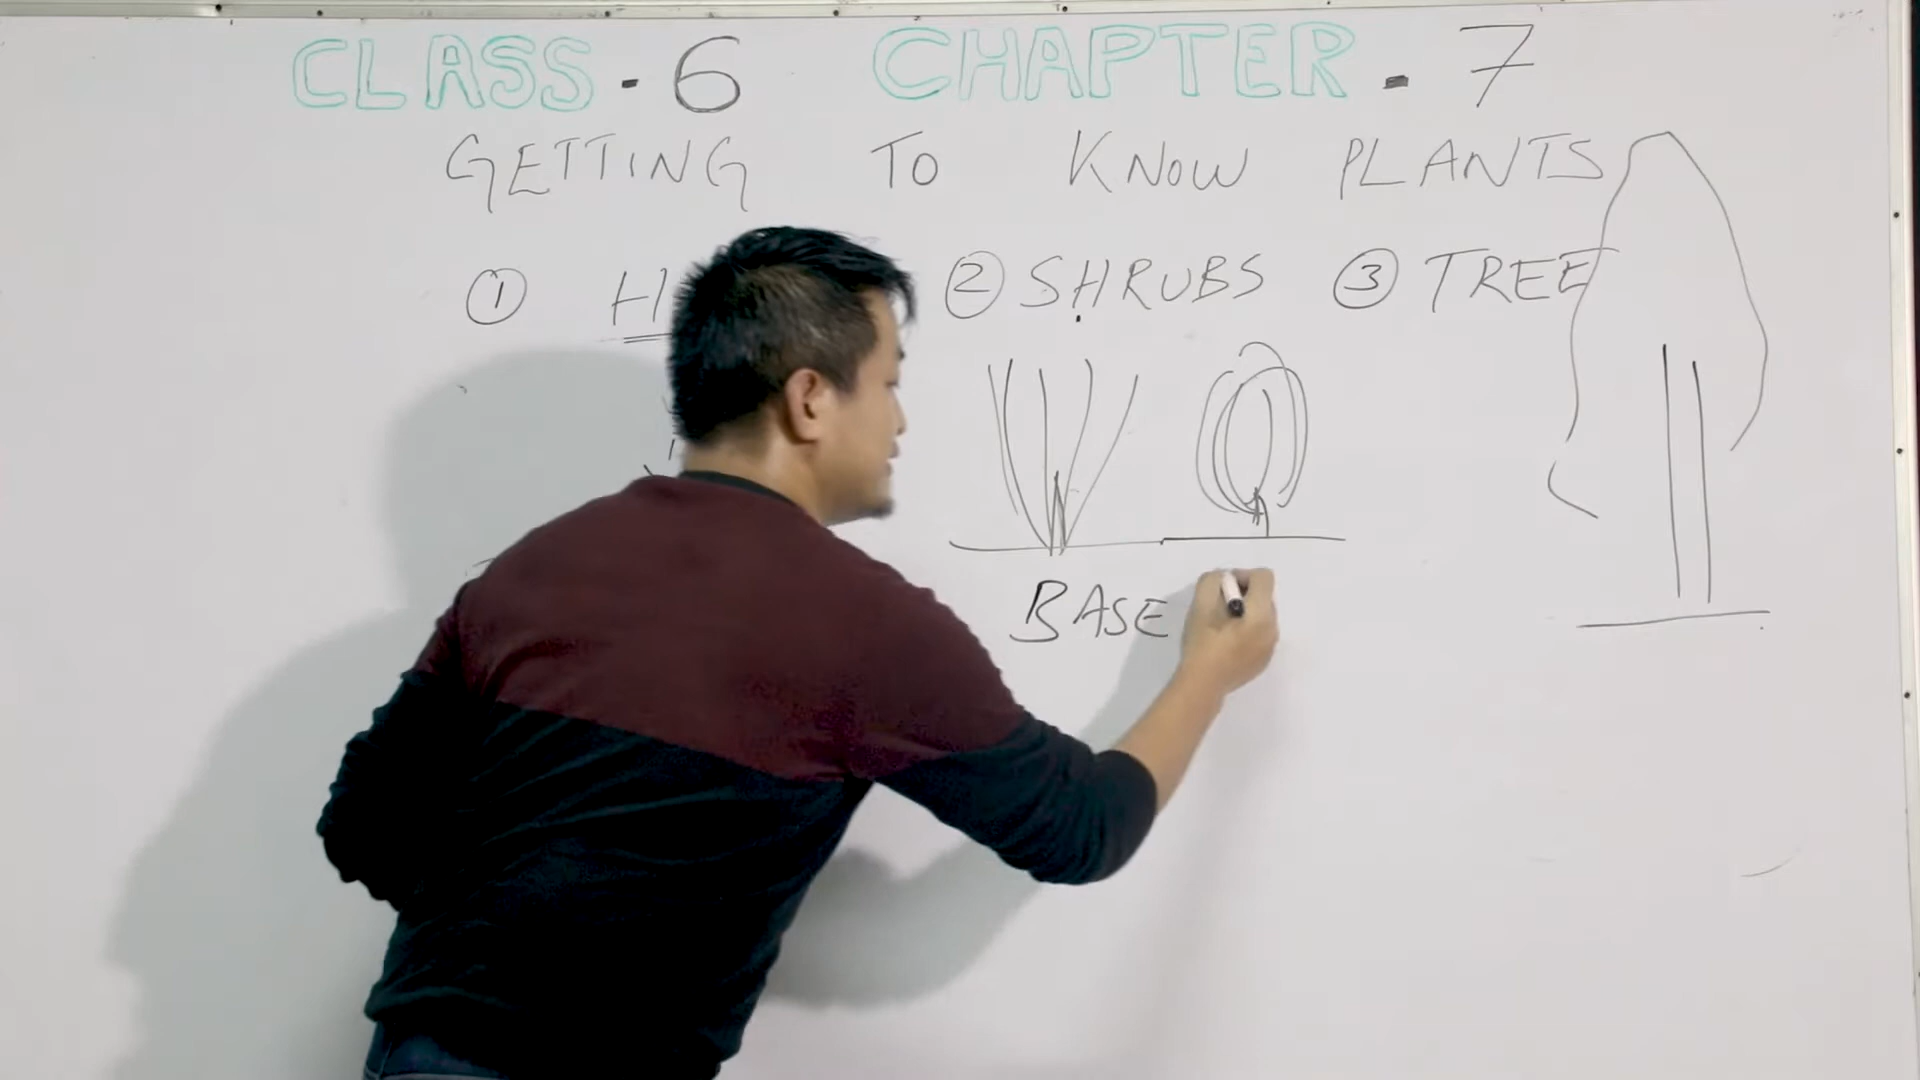 CLASS - 6 CHAPTER - 7
GETTING TO KNOW PLANTS
① ② SHRUBS ③ TREE
BASE